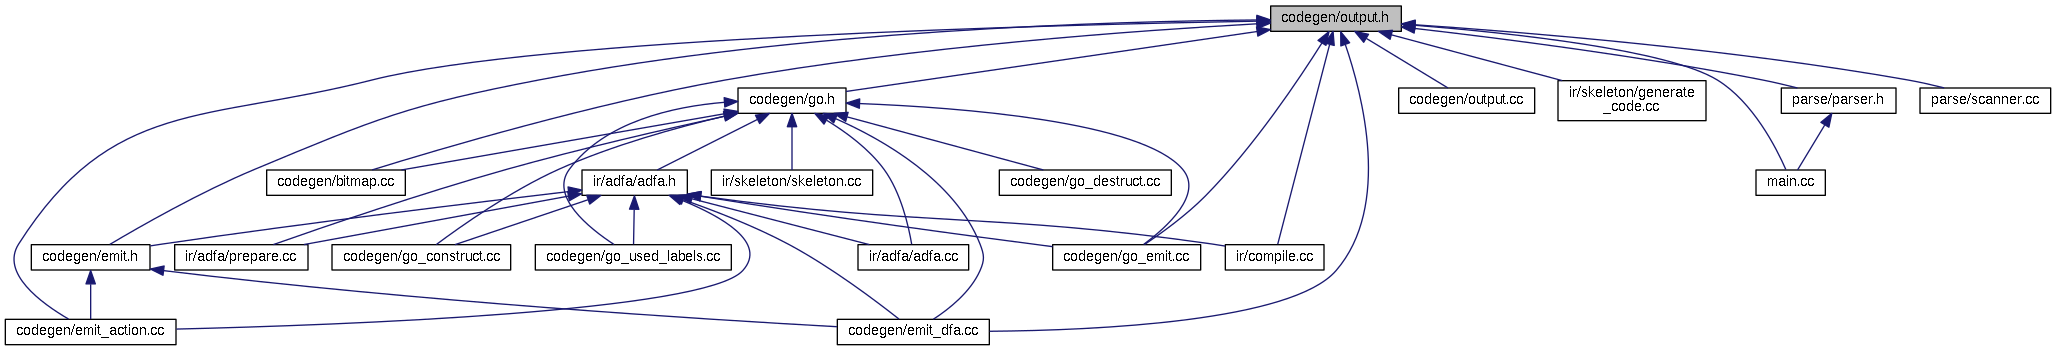 codegen/output.h
codegen/go.h
codegen/output.cc
ir/skeleton/generate
_code.cc
parse/parser.h
parse/scanner.cc
codegen/bitmap.cc
ir/adfa/adfa.h
ir/skeleton/skeleton.cc
codegen/go_destruct.cc
main.cc
codegen/emit.h
ir/adfa/prepare.cc
codegen/go_construct.cc
codegen/go_used_labels.cc
ir/adfa/adfa.cc
codegen/go_emit.cc
ir/compile.cc
codegen/emit_action.cc
codegen/emit_dfa.cc